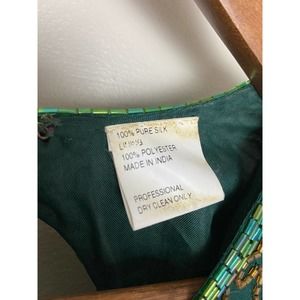 100% PURE SILK
LINING
100% POLYESTER
MADE IN INDIA
PROFESSIONAL
DRY CLEAN ONLY